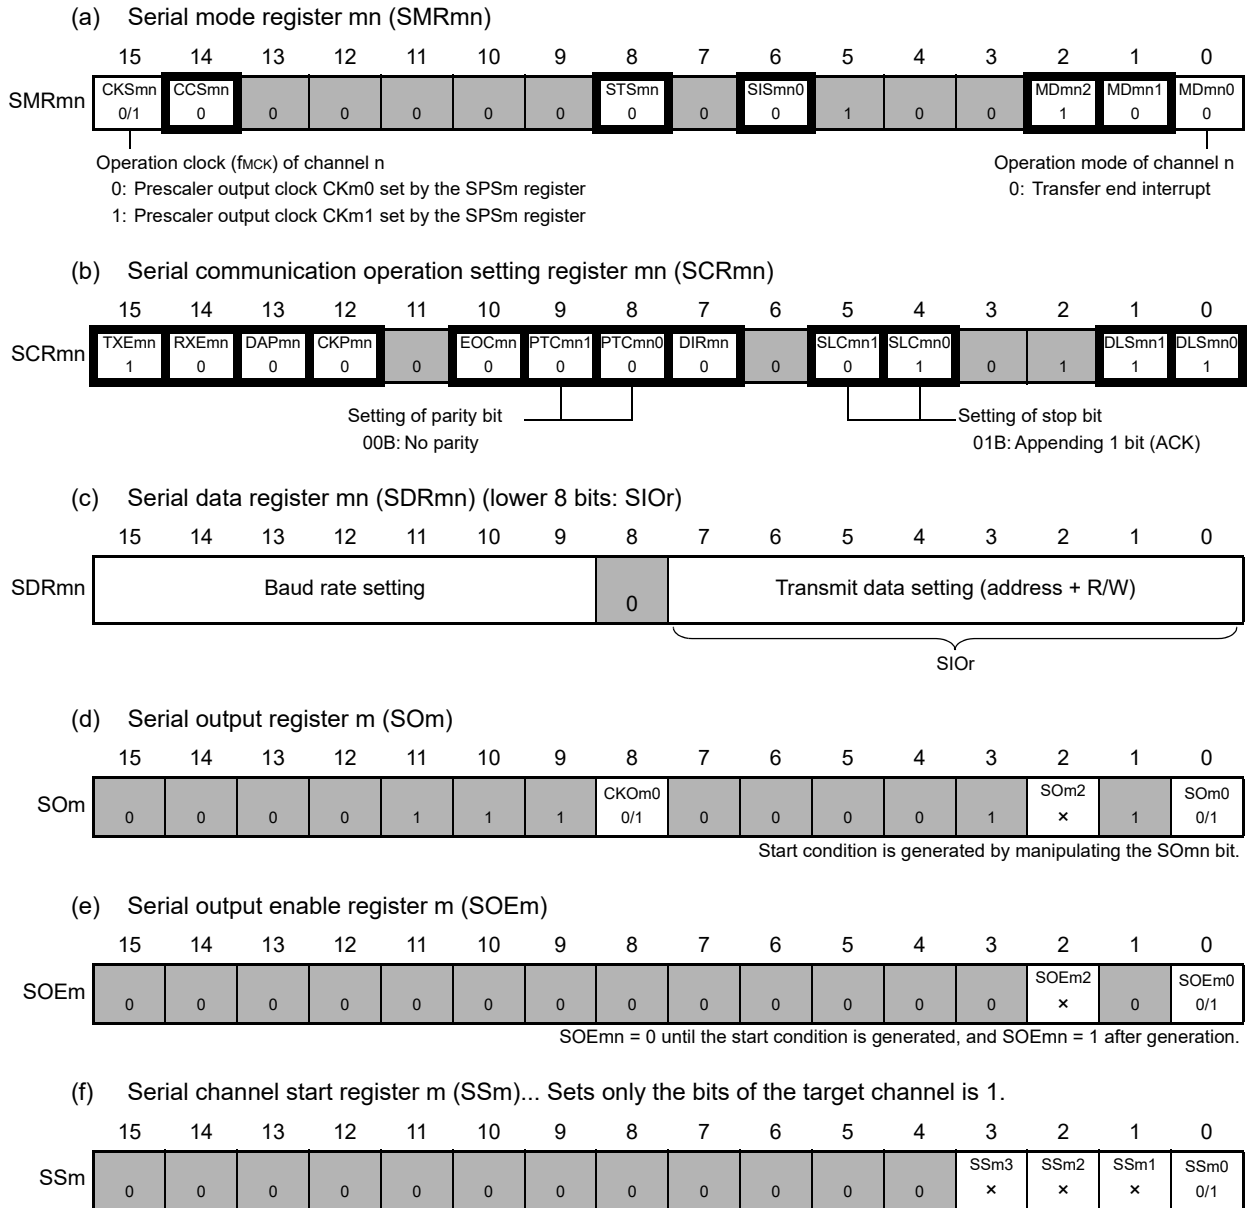 (a) Serial mode register mn (SMRmn)
15 14 13 12 11 10 9 8 7 6 5 4 3 2 1 0
CKSmn CCSmn STSmn SISmn0 MDmn2 MDmn1 MDmn0
SMRmn 0/1 0 0 0 0 0 0 0 0 0 1 0 0 1 0 0
Operation clock (fMCK) of channel n Operation mode of channel n
0: Prescaler output clock CKm0 set by the SPSm register 0: Transfer end interrupt
1: Prescaler output clock CKm1 set by the SPSm register
(b) Serial communication operation setting register mn (SCRmn)
15 14 13 12 11 10 9 8 7 6 5 4 3 2 1 0
TXEmn RXEmn DAPmn CKPmn EOCmn PTCmn1 PTCmn0 DIRmn SLCmn1 SLCmn0 DLSmn1 DLSmn0
SCRmn 1 0 0 0 0 0 0 0 0 0 0 1 0 1 1 1
Setting of parity bit Setting of stop bit
00B: No parity 01B: Appending 1 bit (ACK)
(c) Serial data register mn (SDRmn) (lower 8 bits: SIOr)
15 14 13 12 11 10 9 8 7 6 5 4 3 2 1 0
SDRmn Baud rate setting 0 Transmit data setting (address + R/W)
SIOr
(d) Serial output register m (SOm)
15 14 13 12 11 10 9 8 7 6 5 4 3 2 1 0
CKOm0 SOm2 SOm0
SOm 0 0 0 0 1 1 1 0/1 0 0 0 0 1 × 1 0/1
Start condition is generated by manipulating the SOmn bit.
(e) Serial output enable register m (SOEm)
15 14 13 12 11 10 9 8 7 6 5 4 3 2 1 0
SOEm2 SOEm0
SOEm 0 0 0 0 0 0 0 0 0 0 0 0 0 × 0 0/1
SOEmn = 0 until the start condition is generated, and SOEmn = 1 after generation.
(f) Serial channel start register m (SSm)... Sets only the bits of the target channel is 1.
15 14 13 12 11 10 9 8 7 6 5 4 3 2 1 0
SSm3 SSm2 SSm1 SSm0
SSm 0 0 0 0 0 0 0 0 0 0 0 0 × × × 0/1